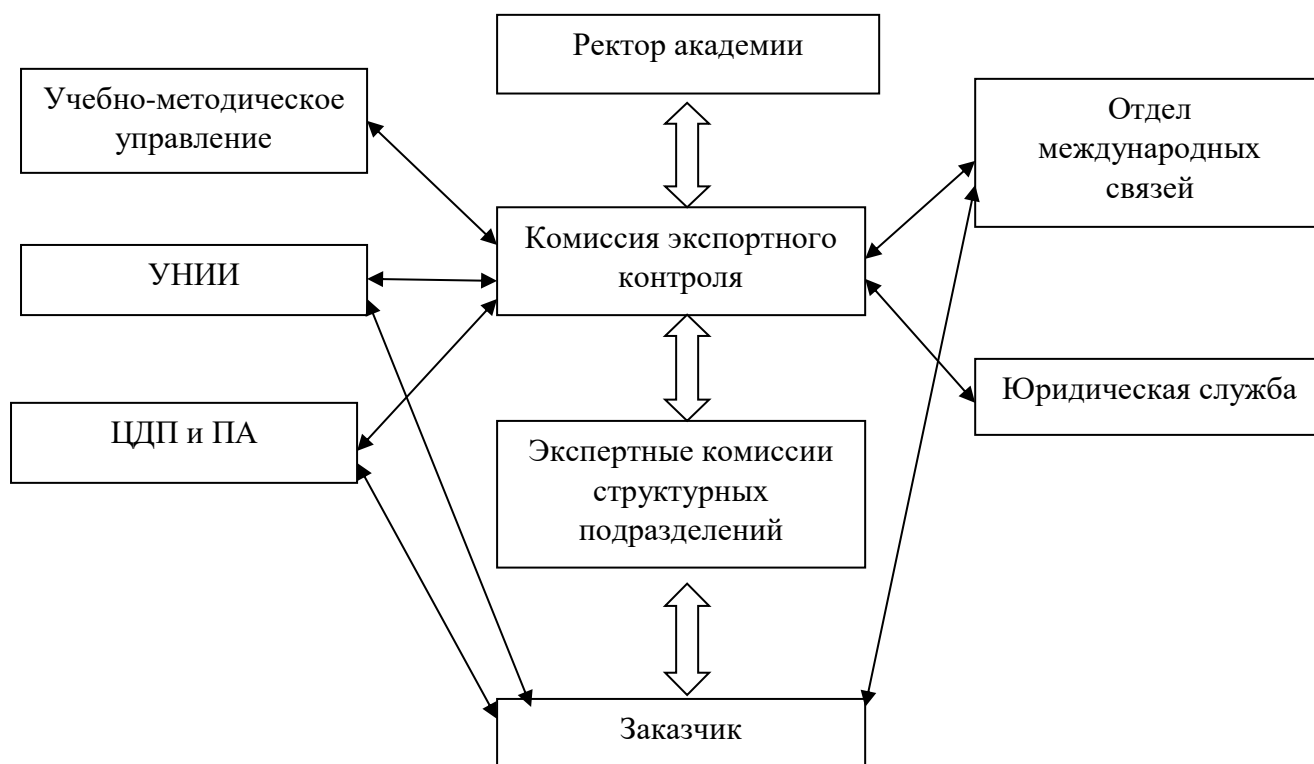 Ректор академии
Учебно-методическое
управление
Отдел
международных
связей
Комиссия экспортного
контроля
УНИИ
Юридическая служба
ЦДП и ПА
Экспертные комиссии
структурных
подразделений
Заказчик